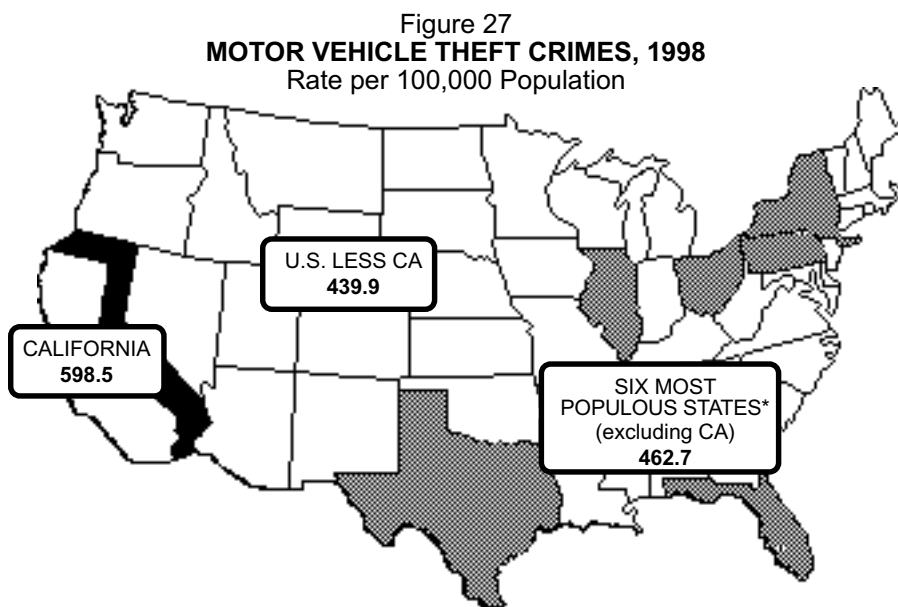 Figure 27
MOTOR VEHICLE THEFT CRIMES, 1998
Rate per 100,000 Population
U.S. LESS CA
439.9
CALIFORNIA
598.5
SIX MOST
POPULOUS STATES*
(excluding CA)
462.7